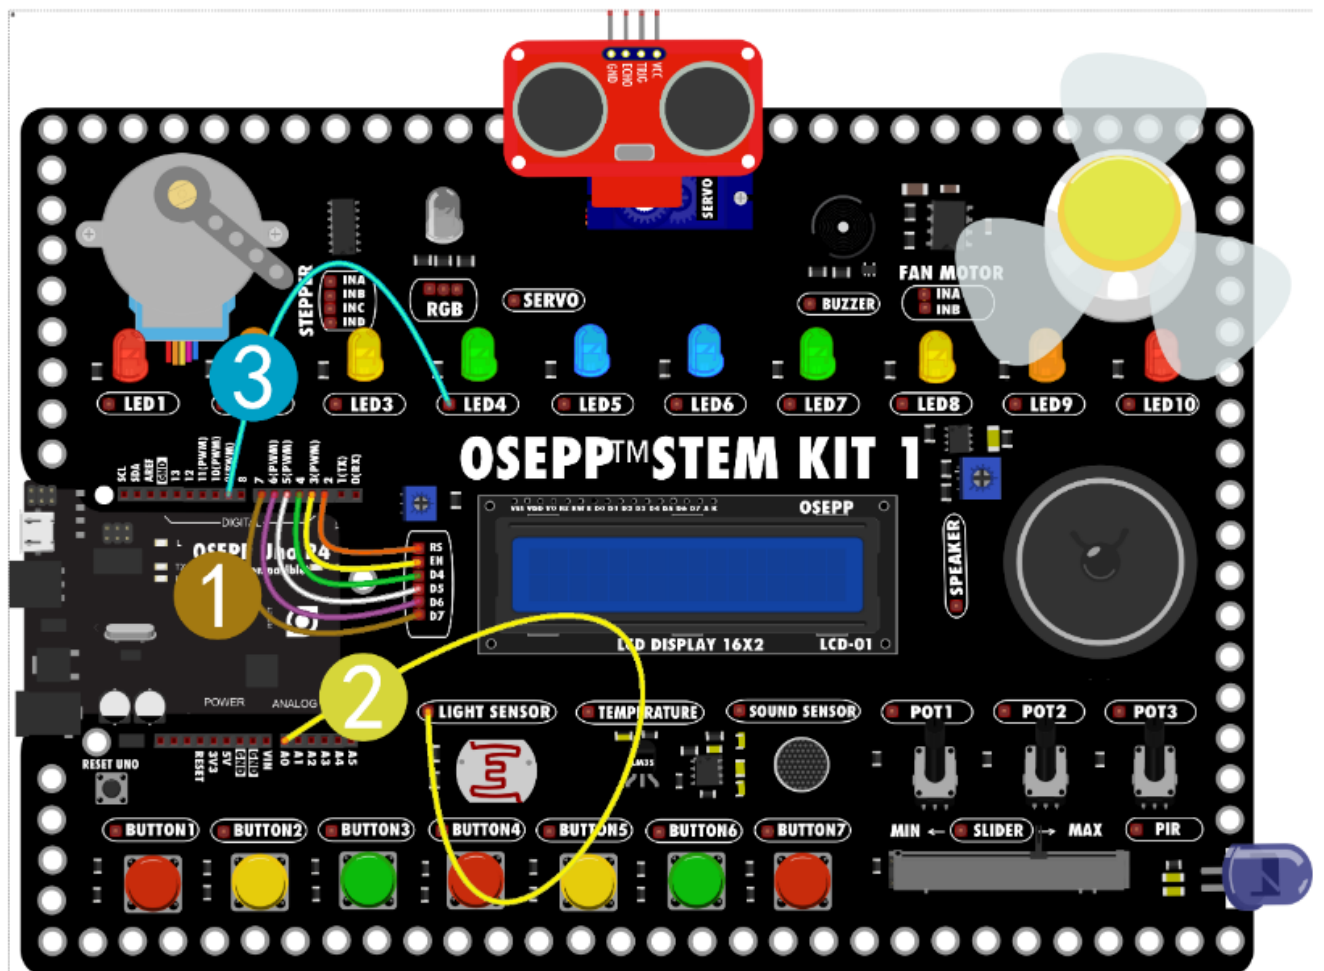 GND ECHO TRIG VCC
SERVO
STEPPER
INA
INB
INC
IND
RGB
SERVO
BUZZER
FAN MOTOR
INA
INB
3
LED1
LED3
LED4
LED5
LED6
LED7
LED8
LED9
LED10
SCL
SDA
AREF
GND
13
12
11(PWM)
10(PWM)
8
7
6(PWM)
5(PWM)
4
3(PWM)
2
1(TX)
0(RX)
OSEPP™STEM KIT 1
DIGITAL
L
OSEPP
RS
EN
D4
D5
D6
D7
1
SPEAKER
LCD DISPLAY 16X2
LCD-01
2
POWER
ANALOG
LIGHT SENSOR
TEMPERATURE
SOUND SENSOR
POT1
POT2
POT3
RESET
3V3
5V
GND
GND
VIN
A0
A1
A2
A3
A4
A5
RESET UNO
LM35
BUTTON1
BUTTON2
BUTTON3
BUTTON4
BUTTON5
BUTTON6
BUTTON7
MIN ← SLIDER → MAX
PIR